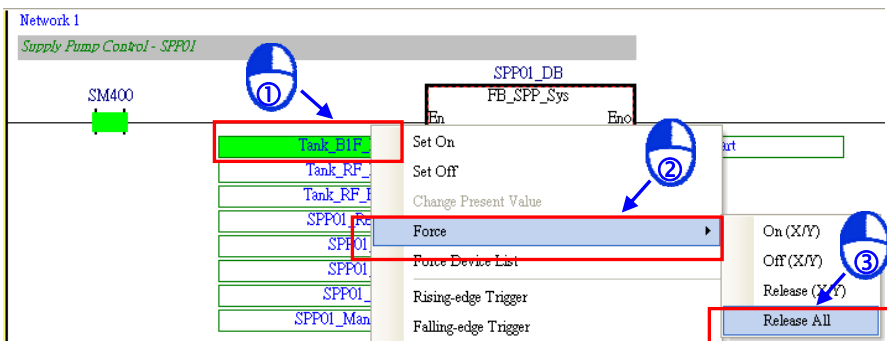 Network 1
Supply Pump Control - SPP01
SPP01_DB
SM400
FB_SPP_Sys
①
En
Eno
Tank_B1F_
Set On
Tank_RF_
Set Off
②
Tank_RF_
Change Present Value
SPP01_Re
Force
On (X/Y)
SPP01
Force Device List
Off (X/Y)
③
SPP01
SPP01_
Rising-edge Trigger
Release (X/Y)
SPP01_Man
Falling-edge Trigger
Release All